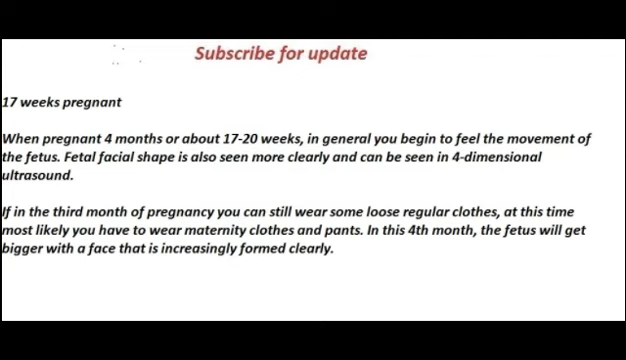 Subscribe for update
17 weeks pregnant
When pregnant 4 months or about 17-20 weeks, in general you begin to feel the movement of
the fetus. Fetal facial shape is also seen more clearly and can be seen in 4-dimensional
ultrasound.
If in the third month of pregnancy you can still wear some loose regular clothes, at this time
most likely you have to wear maternity clothes and pants. In this 4th month, the fetus will get
bigger with a face that is increasingly formed clearly.